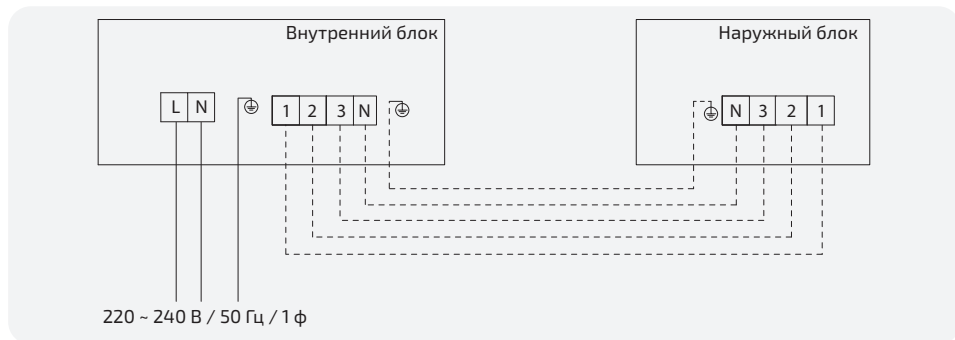 Внутренний блок
Наружный блок
L N
1 2 3 N
N 3 2 1
220 ~ 240 В / 50 Гц / 1 ф